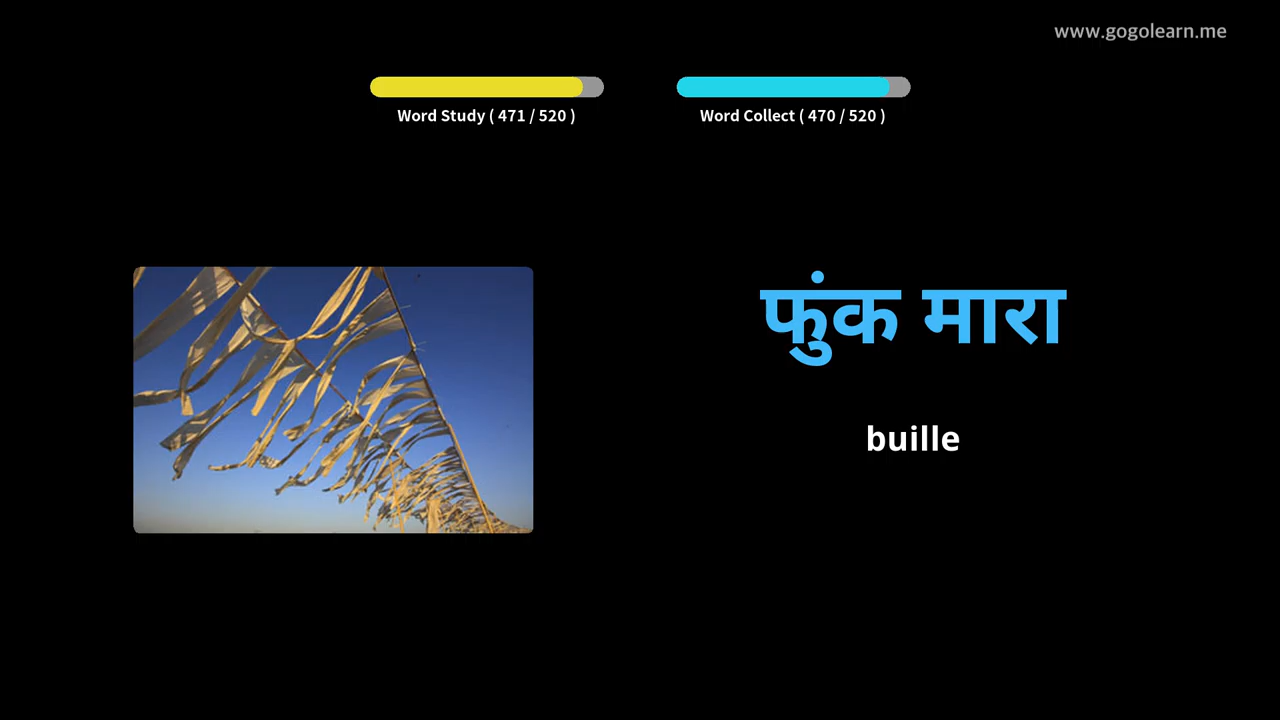 www.gogolearn.me
Word Study ( 471 / 520 )
Word Collect ( 470 / 520 )
फुंक मारा
buille